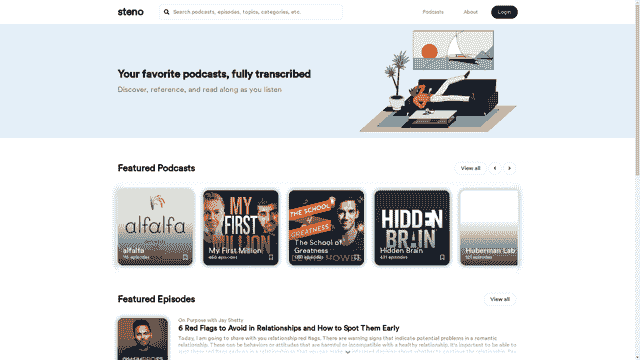 steno
Search podcasts, episodes, topics, categories, etc.
Podcasts
About
Login
Your favorite podcasts, fully transcribed
Discover, reference, and read along as you listen
Featured Podcasts
View all
alfalfa
alfalfa
MY
FIRST
MILLION
My First Million
THE SCHOOL
of
GREATNESS
The School of
Greatness
HIDDEN
BRAIN
Hidden Brain
431 episodes
Huberman Lab
Featured Episodes
View all
On Purpose with Jay Shetty
6 Red Flags to Avoid in Relationships and How to Spot Them Early
Today, I am going to share with you relationship red flags. There are warning signs that indicate potential problems in a romantic
relationship. These can be behaviors or attitudes that are harmful or incompatible with a healthy relationship. It's important to be able to